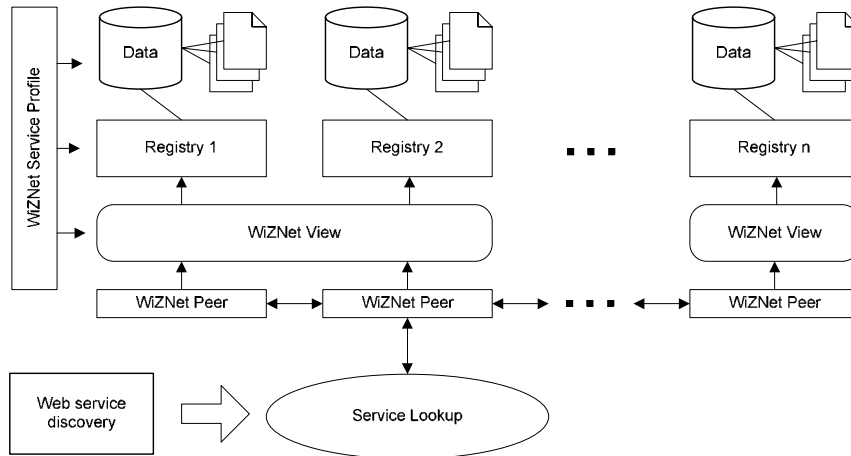 WiZNet Service Profile
Data
Data
Data
Registry 1
Registry 2
Registry n
WiZNet View
WiZNet View
WiZNet Peer
WiZNet Peer
WiZNet Peer
Web service
discovery
Service Lookup